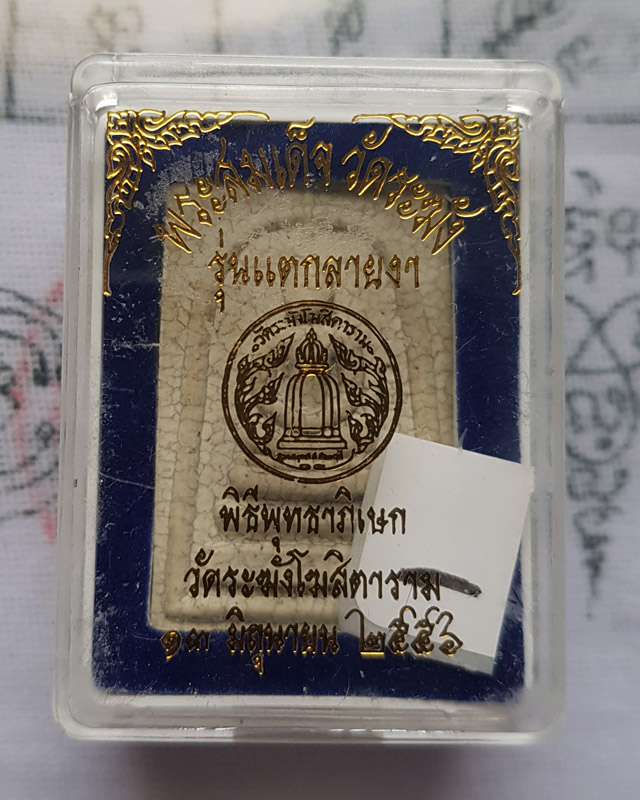 พระสมเด็จ วัดระฆัง
รุ่นแตกลายงา
วัดระฆังโฆสิตาราม
พิธีพุทธาภิเษก
วัดระฆังโฆสิตาราม
๑๓ มิถุนายน ๒๕๕๖